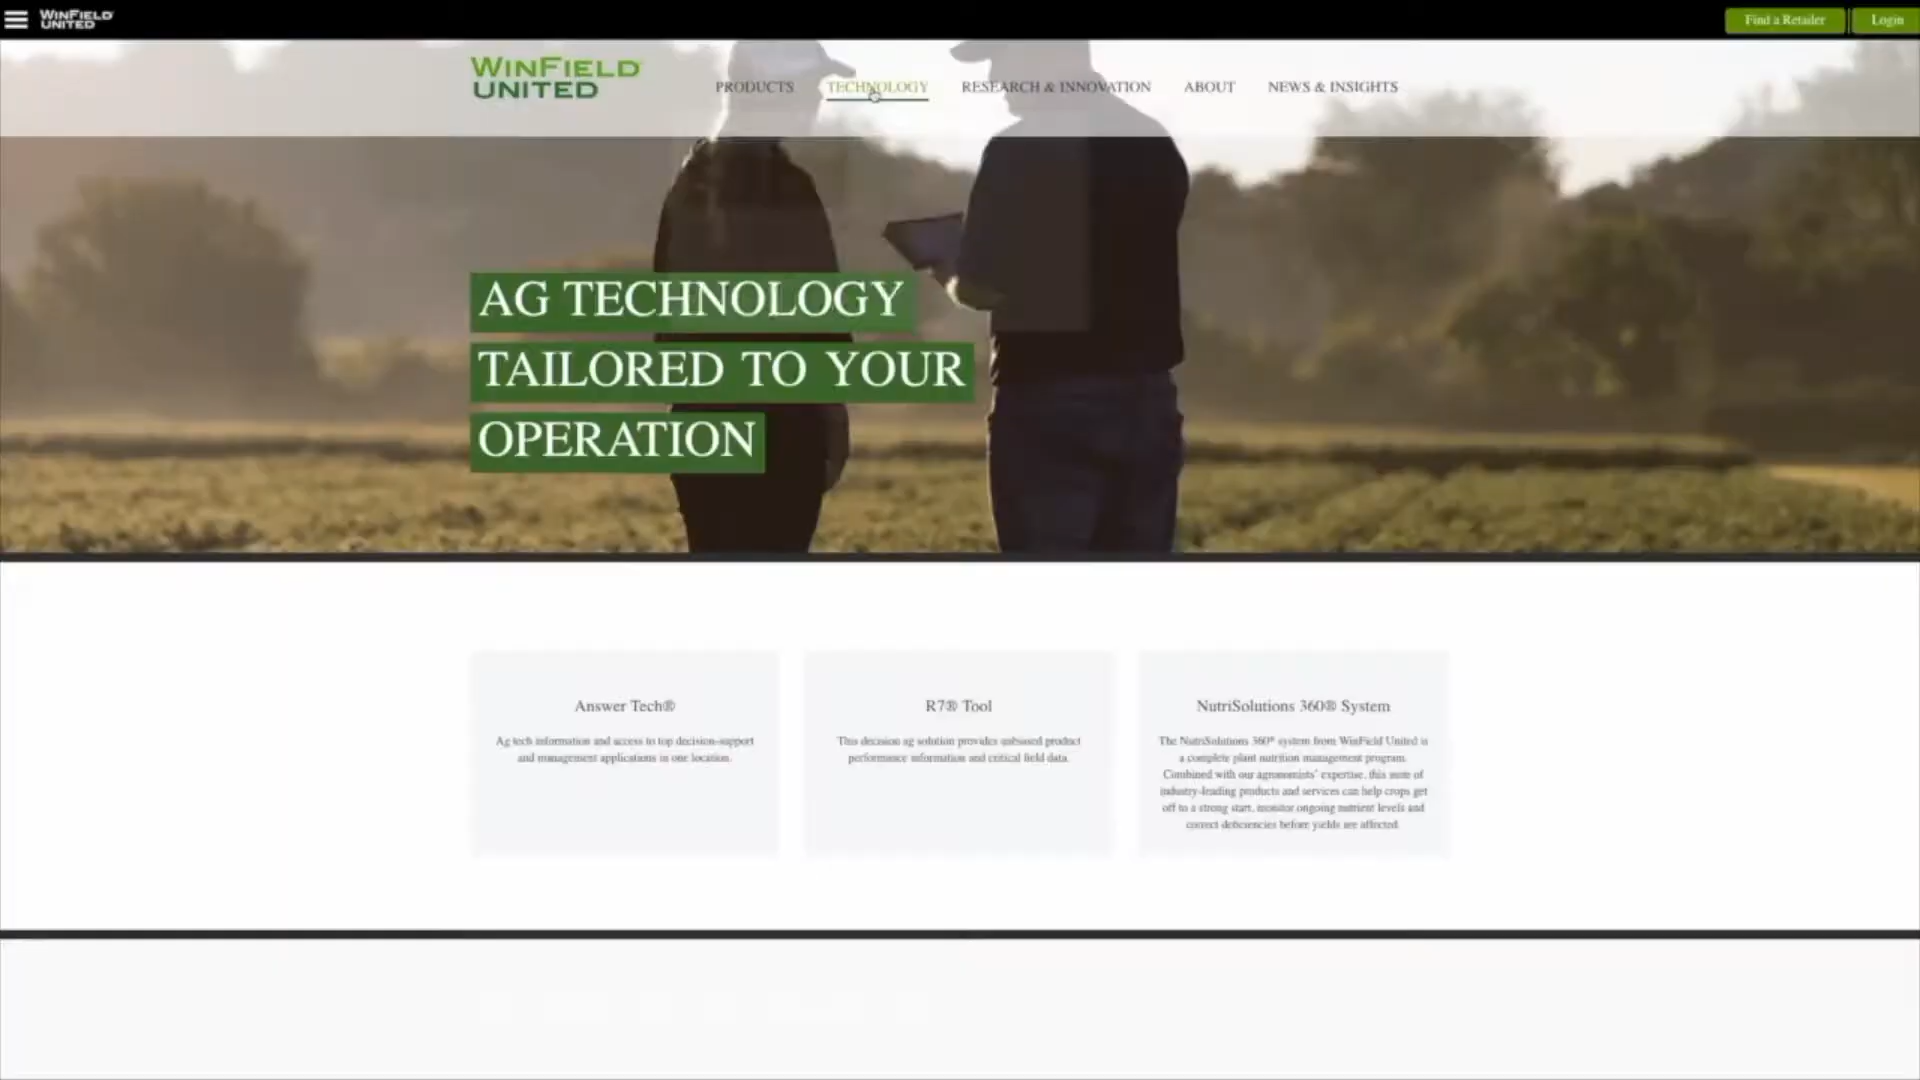 WINFIELD
UNITED
Find a Retailer
Login
WINFIELD
UNITED
PRODUCTS
TECHNOLOGY
RESEARCH & INNOVATION
ABOUT
NEWS & INSIGHTS
AG TECHNOLOGY
TAILORED TO YOUR
OPERATION
Answer Tech®
Ag tech information and access to top decision-support
and management applications in one location.
R7® Tool
This decision ag solution provides unbiased product
performance information and critical field data.
NutriSolutions 360® System
The NutriSolutions 360® system from WinField United is
a complete plant nutrition management program.
Combined with our agronomists' expertise, this suite of
industry-leading products and services can help crops get
off to a strong start, monitor ongoing nutrient levels and
correct deficiencies before yields are affected.